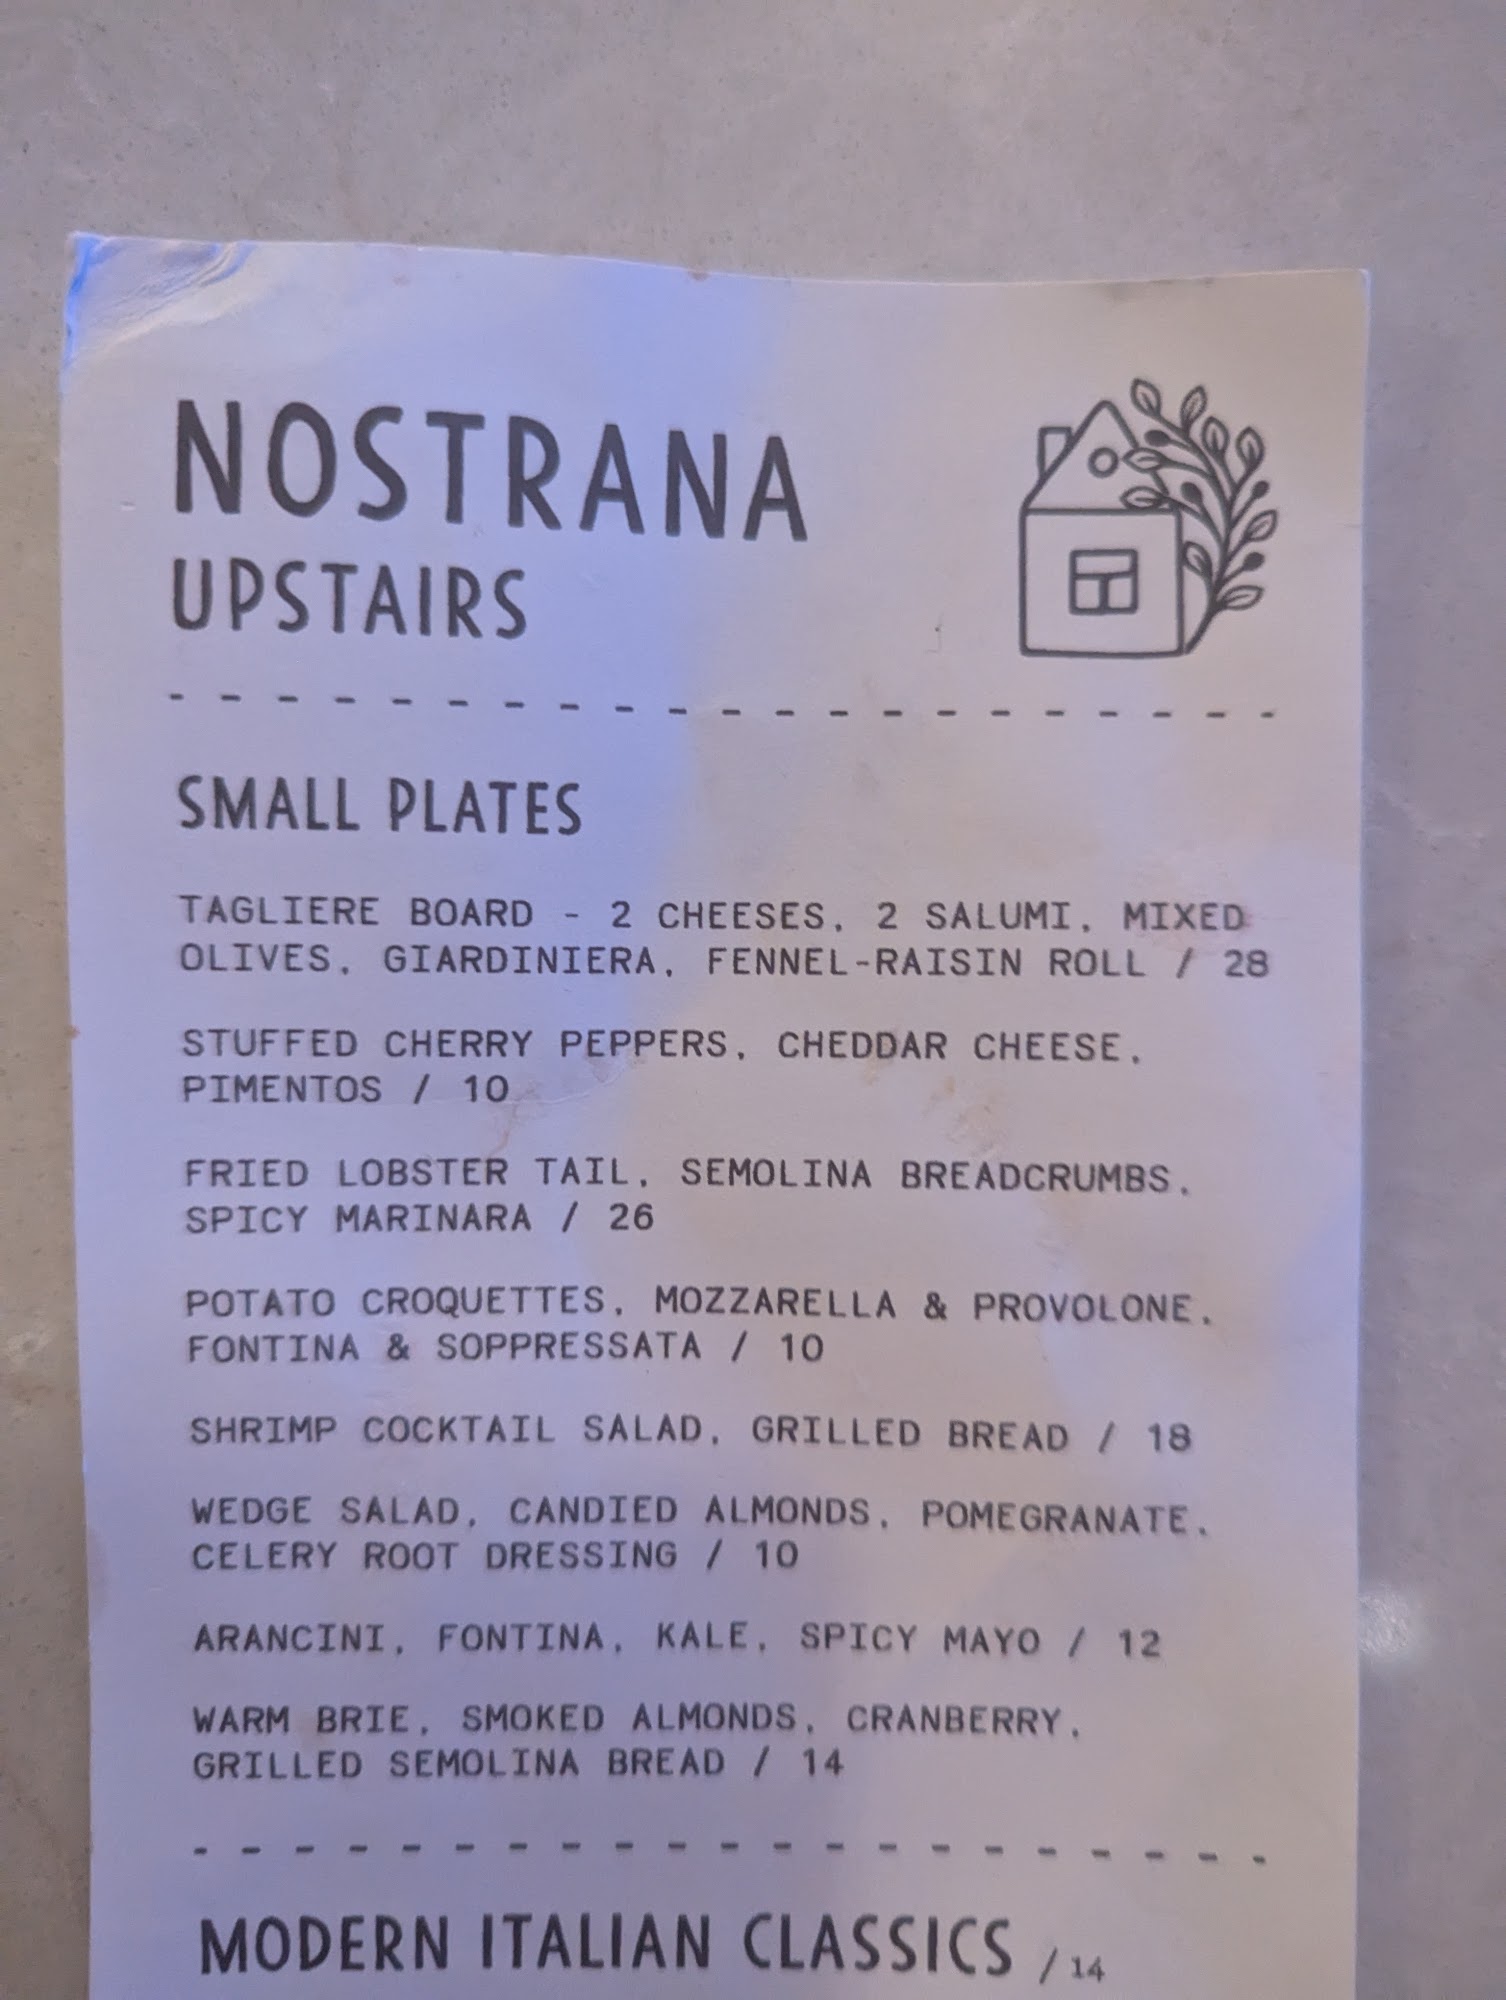 NOSTRANA
UPSTAIRS
SMALL PLATES
TAGLIERE BOARD - 2 CHEESES, 2 SALUMI, MIXED
OLIVES, GIARDINIERA, FENNEL-RAISIN ROLL / 28
STUFFED CHERRY PEPPERS, CHEDDAR CHEESE,
PIMENTOS / 10
FRIED LOBSTER TAIL, SEMOLINA BREADCRUMBS,
SPICY MARINARA / 26
POTATO CROQUETTES, MOZZARELLA & PROVOLONE,
FONTINA & SOPPRESSATA / 10
SHRIMP COCKTAIL SALAD, GRILLED BREAD / 18
WEDGE SALAD, CANDIED ALMONDS, POMEGRANATE,
CELERY ROOT DRESSING / 10
ARANCINI, FONTINA, KALE, SPICY MAYO / 12
WARM BRIE, SMOKED ALMONDS, CRANBERRY,
GRILLED SEMOLINA BREAD / 14
MODERN ITALIAN CLASSICS / 14